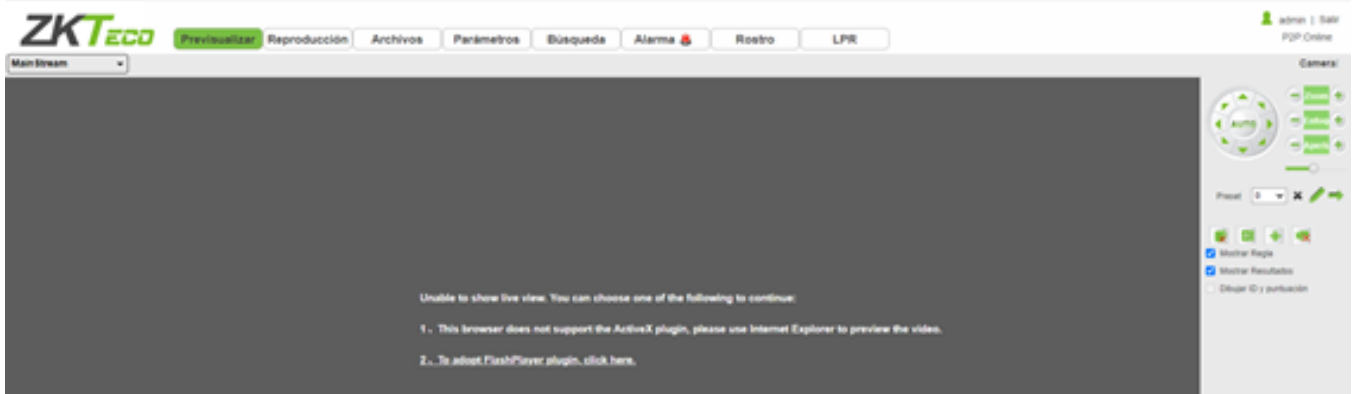 ZKTECO
admin | Salir
P2P:Online
Previsualizar Reproducción Archivos Parámetros Búsqueda Alarma Rostro LPR
MainStream
Camera:
AUTO
Zoom
Preset 0
Mostrar Regla
Mostrar Resultados
Dibujar ID y puntuación
Unable to show live view. You can choose one of the following to continue:
1 、This browser does not support the ActiveX plugin, please use Internet Explorer to preview the video.
2 、To adopt FlashPlayer plugin, click here.